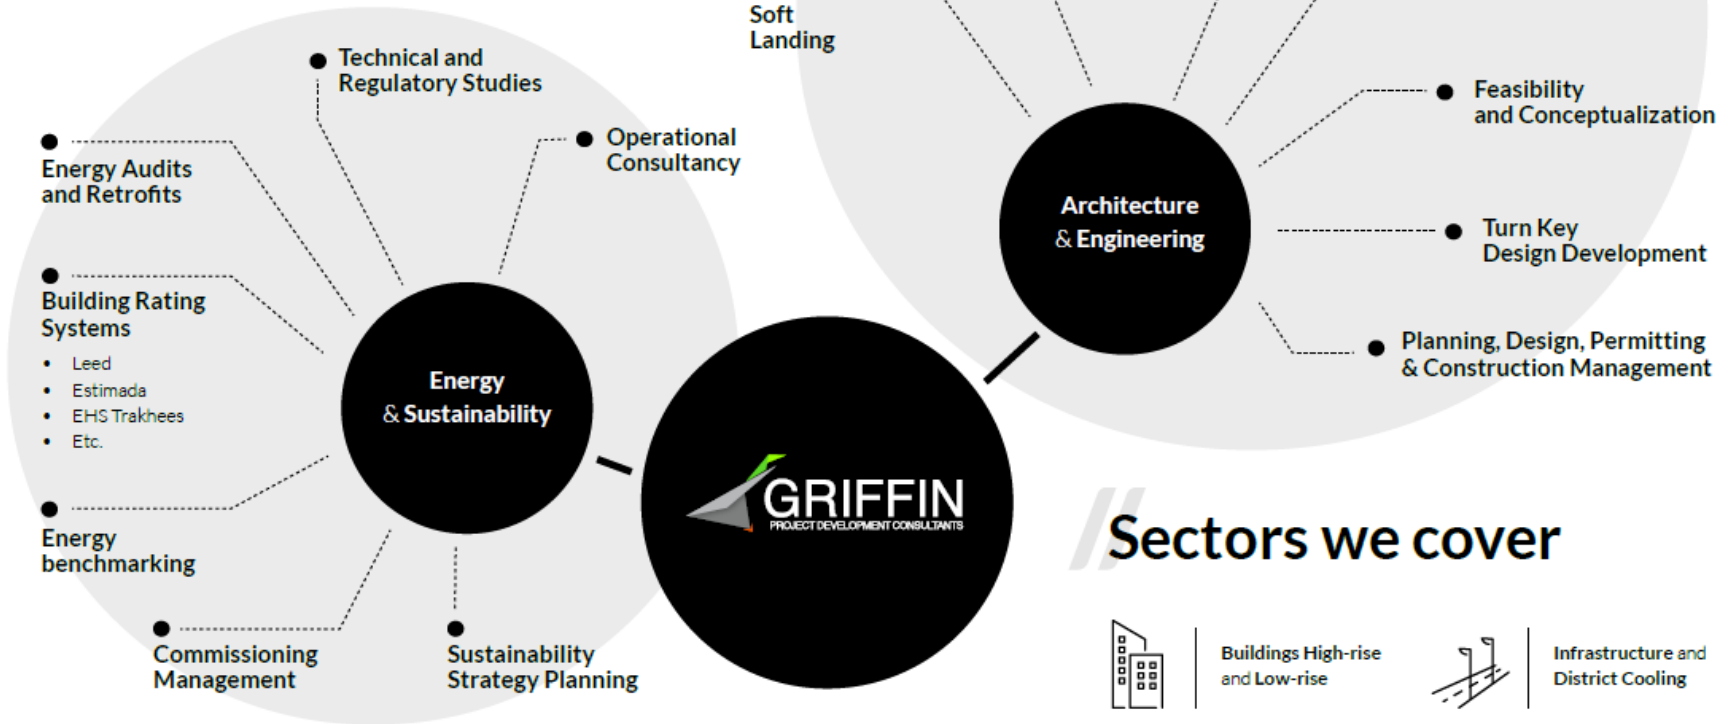 Soft
Landing
Technical and
Regulatory Studies
Operational
Consultancy
Energy Audits
and Retrofits
Building Rating
Systems
• Leed
• Estimada
• EHS Trakhees
• Etc.
Energy
& Sustainability
Energy
benchmarking
Commissioning
Management
Sustainability
Strategy Planning
GRIFFIN
PROJECT DEVELOPMENT CONSULTANTS
Architecture
& Engineering
Feasibility
and Conceptualization
Turn Key
Design Development
Planning, Design, Permitting
& Construction Management
// Sectors we cover
Buildings High-rise
and Low-rise
Infrastructure and
District Cooling